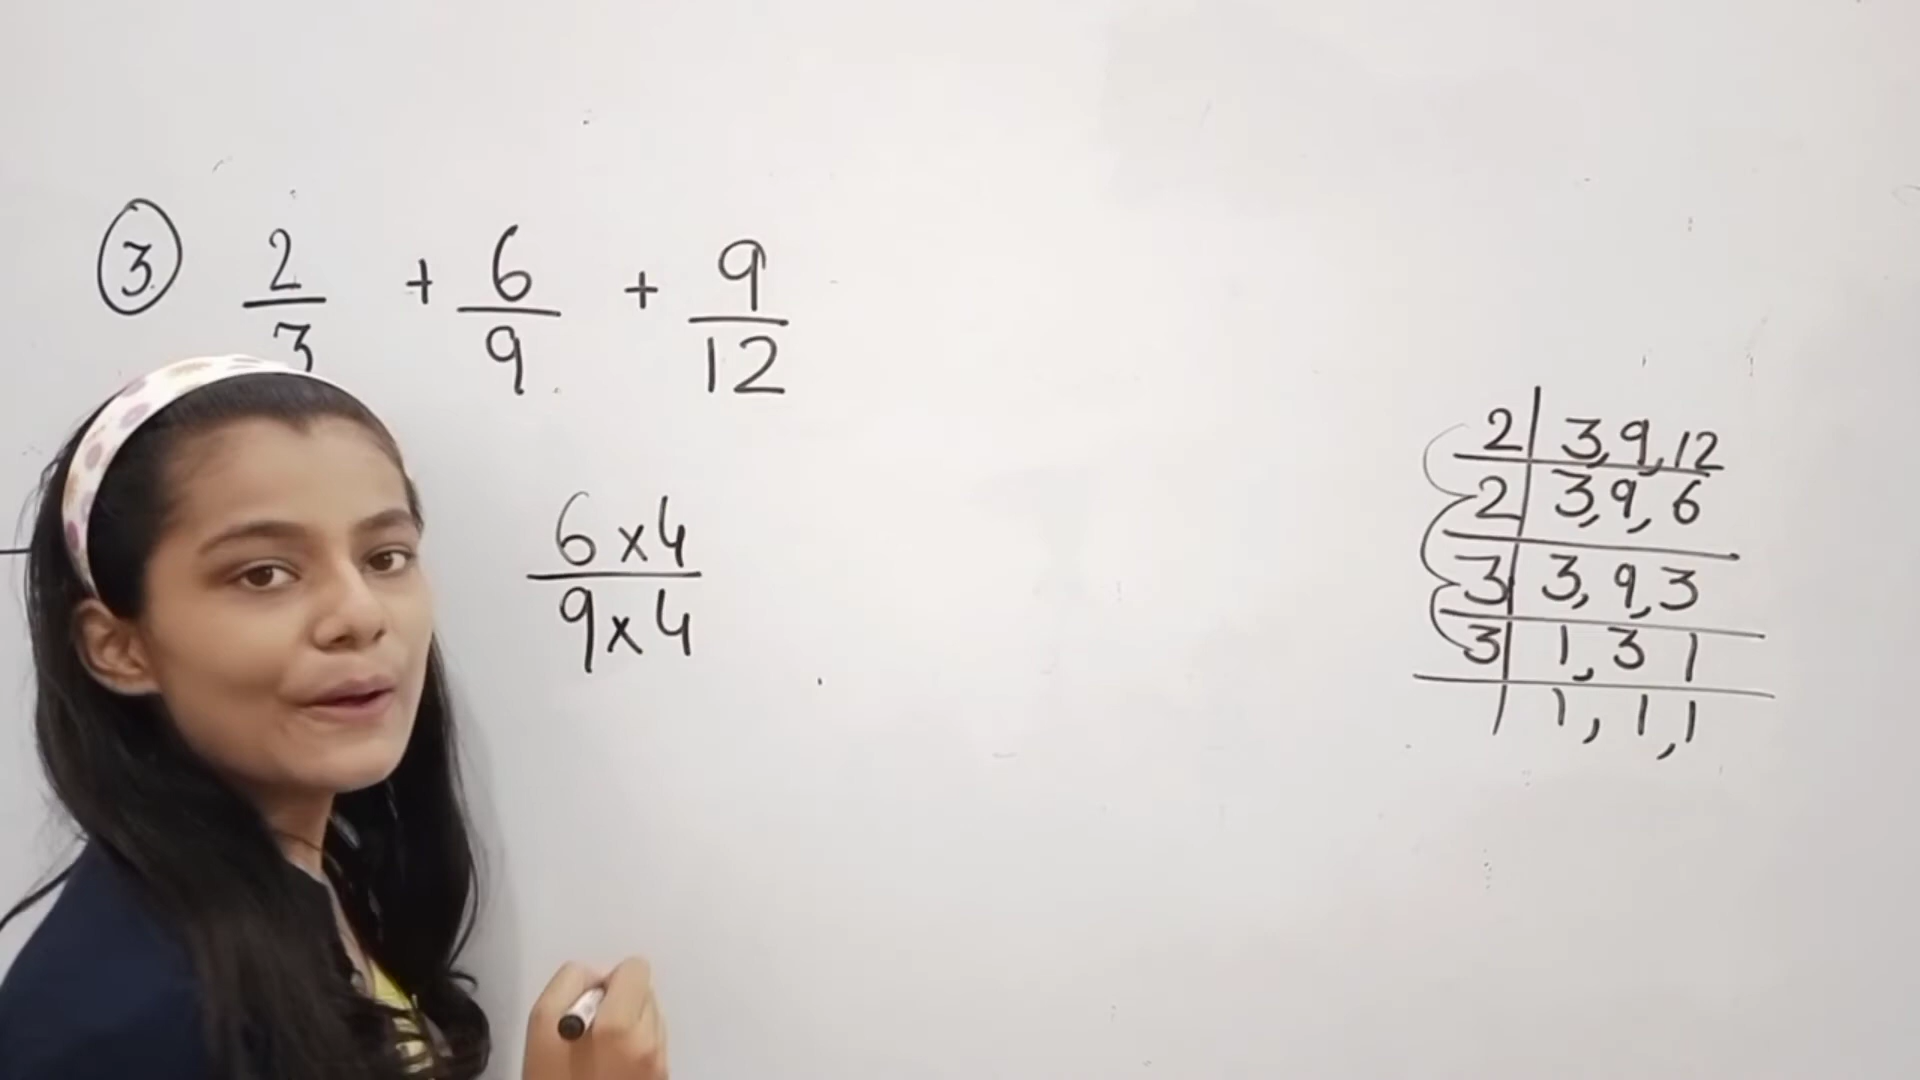 ③ 2/3 + 6/9 + 9/12
6 x 4
9 x 4
2 | 3, 9, 12
2 | 3, 9, 6
3 | 3, 9, 3
3 | 1, 3 1
| 1, 1, 1